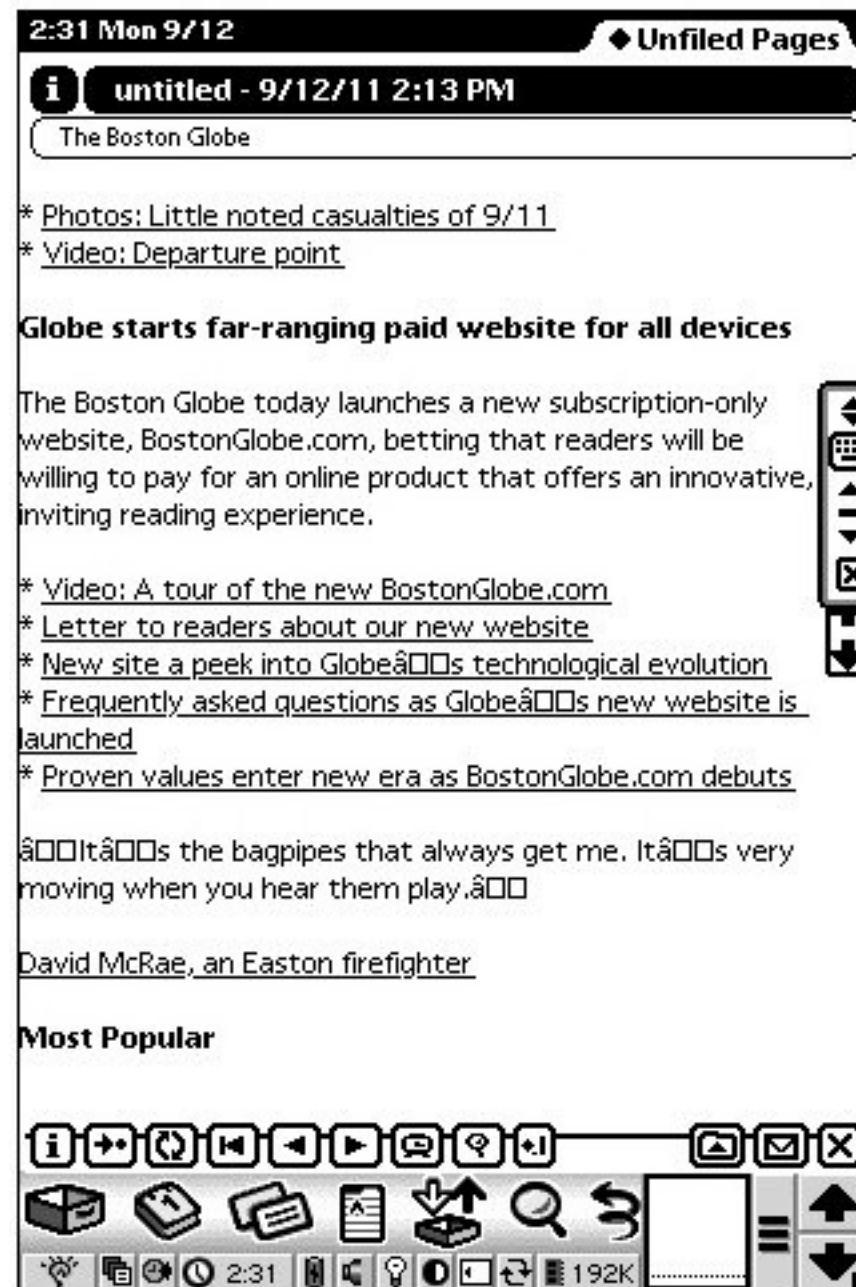 2:31 Mon 9/12
◆ Unfiled Pages
i untitled - 9/12/11 2:13 PM
The Boston Globe
* Photos: Little noted casualties of 9/11
* Video: Departure point
Globe starts far-ranging paid website for all devices
The Boston Globe today launches a new subscription-only
website, BostonGlobe.com, betting that readers will be
willing to pay for an online product that offers an innovative,
inviting reading experience.
* Video: A tour of the new BostonGlobe.com
* Letter to readers about our new website
* New site a peek into Globeâ□□s technological evolution
* Frequently asked questions as Globeâ□□s new website is
launched
* Proven values enter new era as BostonGlobe.com debuts
â□□Itâ□□s the bagpipes that always get me. Itâ□□s very
moving when you hear them play.â□□
David McRae, an Easton firefighter
Most Popular
2:31 192K